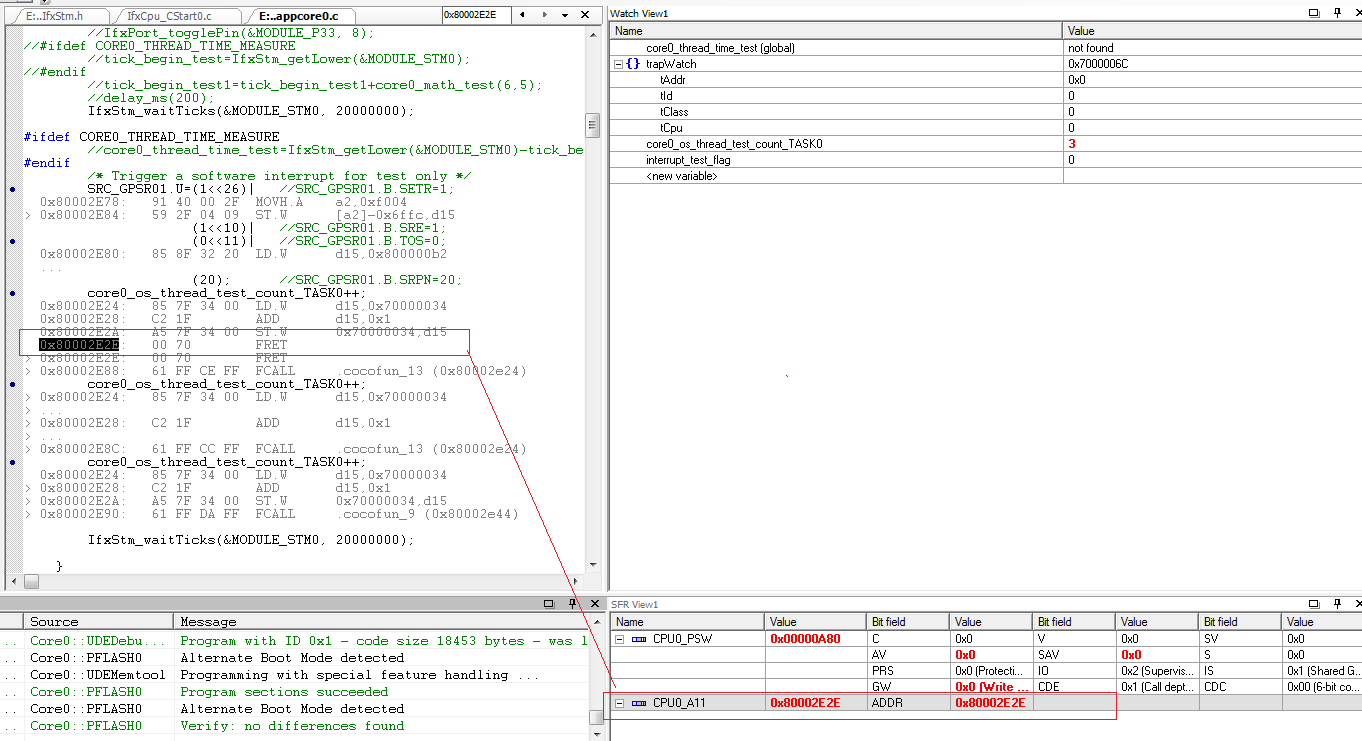 E:..IfxStm.h
IfxCpu_CStart0.c
E:..appcore0.c
0x80002E2E
//IfxPort_togglePin(&MODULE_P33, 8);
//#ifdef CORE0_THREAD_TIME_MEASURE
//tick_begin_test=IfxStm_getLower(&MODULE_STM0);
//#endif
//tick_begin_test1=tick_begin_test1+core0_math_test(6,5);
//delay_ms(200);
IfxStm_waitTicks(&MODULE_STM0, 20000000);
#ifdef CORE0_THREAD_TIME_MEASURE
//core0_thread_time_test=IfxStm_getLower(&MODULE_STM0)-tick_be
#endif
/* Trigger a software interrupt for test only */
SRC_GPSR01.U=(1<<26)| //SRC_GPSR01.B.SETR=1;
0x80002E78: 91 40 00 2F MOVH.A a2,0xf004
> 0x80002E84: 59 2F 04 09 ST.W [a2]-0x6ffc,d15
(1<<10)| //SRC_GPSR01.B.SRE=1;
(0<<11)| //SRC_GPSR01.B.TOS=0;
0x80002E80: 85 8F 32 20 LD.W d15,0x800000b2
...
(20); //SRC_GPSR01.B.SRPN=20;
core0_os_thread_test_count_TASK0++;
0x80002E24: 85 7F 34 00 LD.W d15,0x70000034
0x80002E28: C2 1F ADD d15,0x1
0x80002E2A: A5 7F 34 00 ST.W 0x70000034,d15
0x80002E2E: 00 70 FRET
> 0x80002E2E: 00 70 FRET
> 0x80002E88: 61 FF CE FF FCALL .cocofun_13 (0x80002e24)
core0_os_thread_test_count_TASK0++;
> 0x80002E24: 85 7F 34 00 LD.W d15,0x70000034
> ...
> 0x80002E28: C2 1F ADD d15,0x1
> ...
> 0x80002E8C: 61 FF CC FF FCALL .cocofun_13 (0x80002e24)
core0_os_thread_test_count_TASK0++;
0x80002E24: 85 7F 34 00 LD.W d15,0x70000034
> 0x80002E28: C2 1F ADD d15,0x1
> 0x80002E2A: A5 7F 34 00 ST.W 0x70000034,d15
> 0x80002E90: 61 FF DA FF FCALL .cocofun_9 (0x80002e44)
IfxStm_waitTicks(&MODULE_STM0, 20000000);
}
Watch View1
Name Value
core0_thread_time_test (global) not found
{} trapWatch 0x7000006C
tAddr 0x0
tId 0
tClass 0
tCpu 0
core0_os_thread_test_count_TASK0 3
interrupt_test_flag 0
<new variable>
Source Message
.. Core0::UDEDebu... Program with ID 0x1 - code size 18453 bytes - was l
.. Core0::PFLASH0 Alternate Boot Mode detected
.. Core0::UDEMemtool Programming with special feature handling ...
.. Core0::PFLASH0 Program sections succeeded
.. Core0::PFLASH0 Alternate Boot Mode detected
.. Core0::PFLASH0 Verify: no differences found
SFR View1
Name Value Bit field Value Bit field Value Bit field Value
CPU0_PSW 0x00000A80 C 0x0 V 0x0 SV 0x0
AV 0x0 SAV 0x0 S 0x0
PRS 0x0 (Protecti... IO 0x2 (Supervis... IS 0x1 (Shared G...
GW 0x0 (Write ... CDE 0x1 (Call dept... CDC 0x00 (6-bit co...
CPU0_A11 0x80002E2E ADDR 0x80002E2E